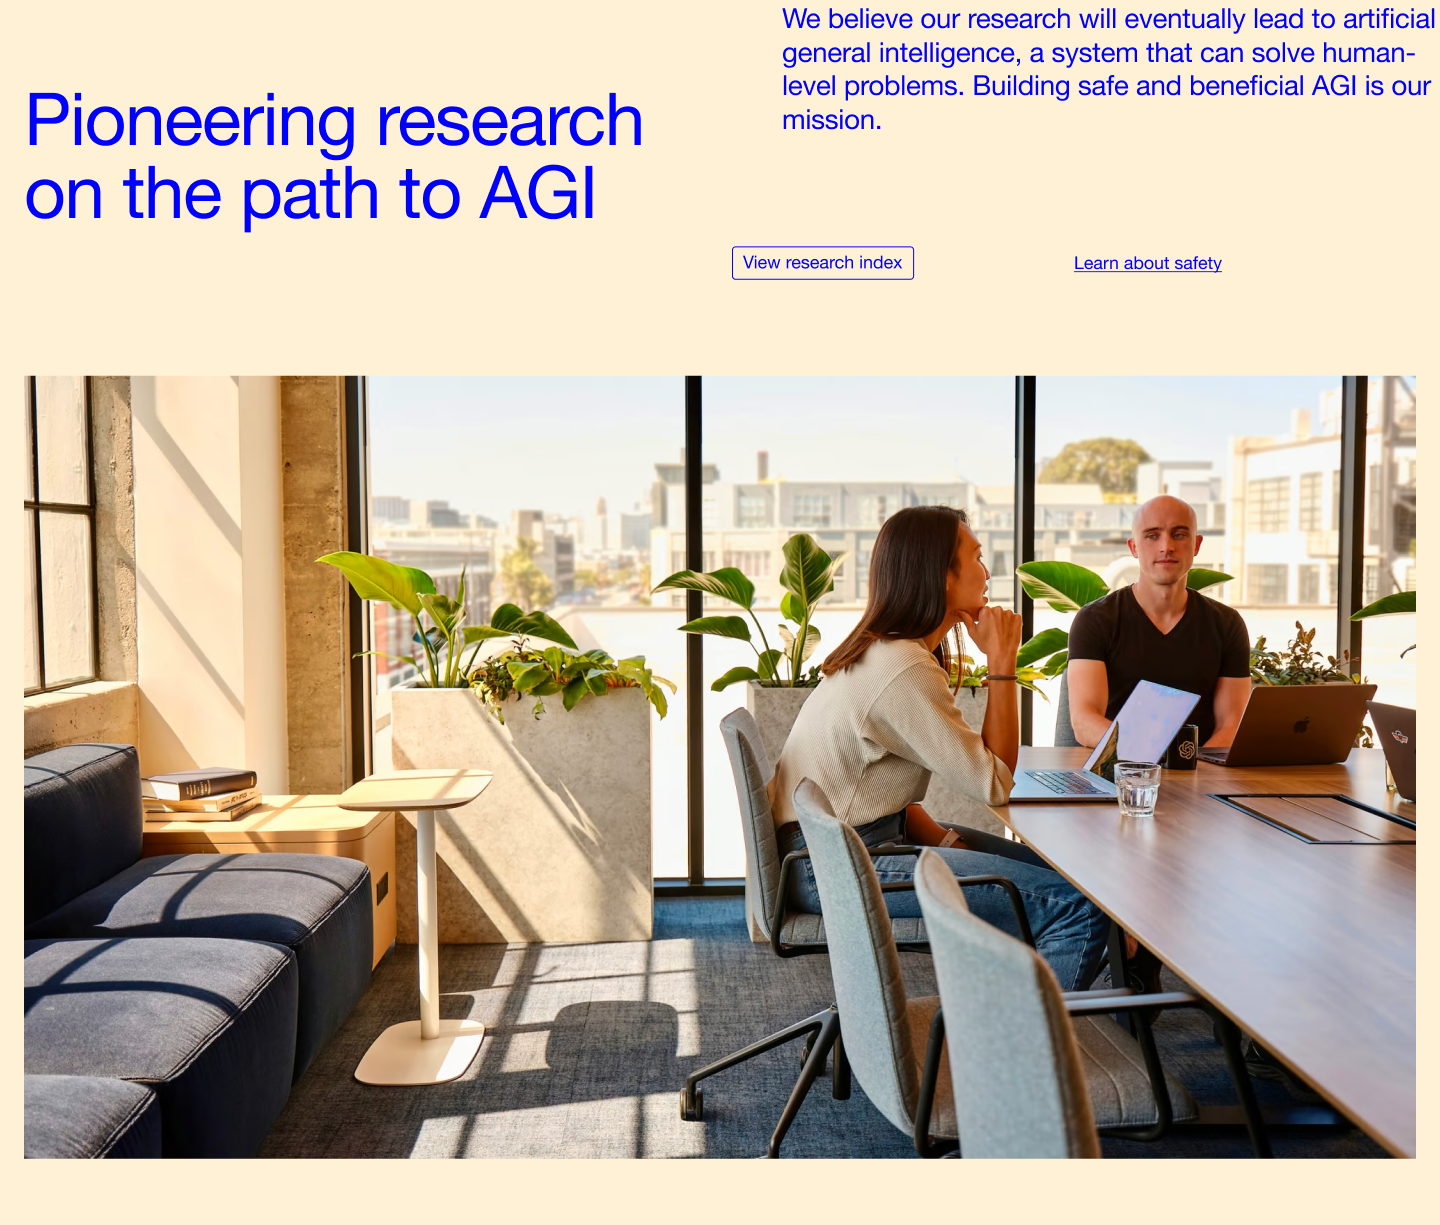 Pioneering research
on the path to AGI
We believe our research will eventually lead to artificial
general intelligence, a system that can solve human-
level problems. Building safe and beneficial AGI is our
mission.
View research index
Learn about safety